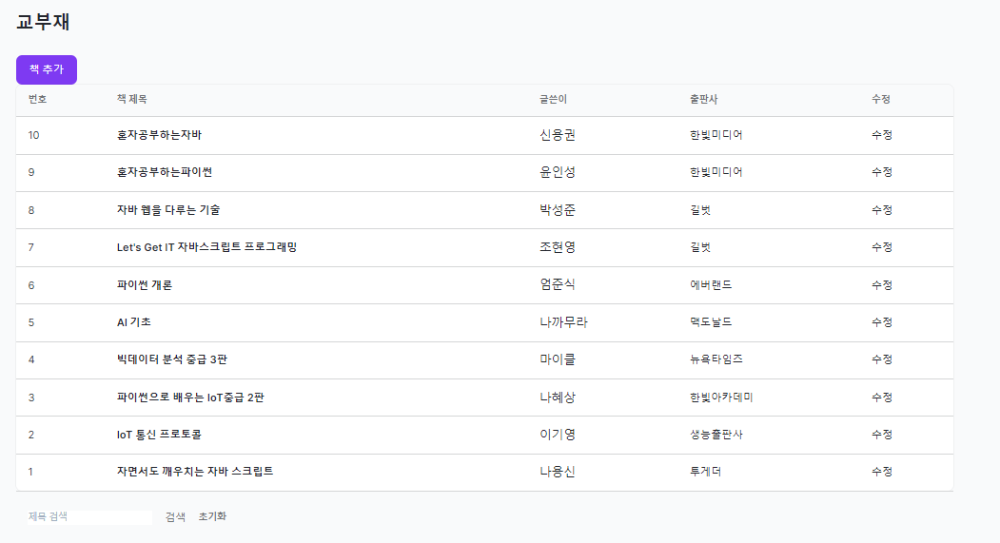 교부재
책 추가
번호 책 제목 글쓴이 출판사 수정
10 혼자공부하는자바 신용권 한빛미디어 수정
9 혼자공부하는파이썬 윤인성 한빛미디어 수정
8 자바 웹을 다루는 기술 박성준 길벗 수정
7 Let's Get IT 자바스크립트 프로그래밍 조현영 길벗 수정
6 파이썬 개론 엄준식 에버랜드 수정
5 AI 기초 나까무라 맥도날드 수정
4 빅데이터 분석 중급 3판 마이클 뉴욕타임즈 수정
3 파이썬으로 배우는 IoT중급 2판 나혜상 한빛아카데미 수정
2 IoT 통신 프로토콜 이기영 생능출판사 수정
1 자면서도 깨우치는 자바 스크립트 나용신 투게더 수정
제목 검색 검색 초기화